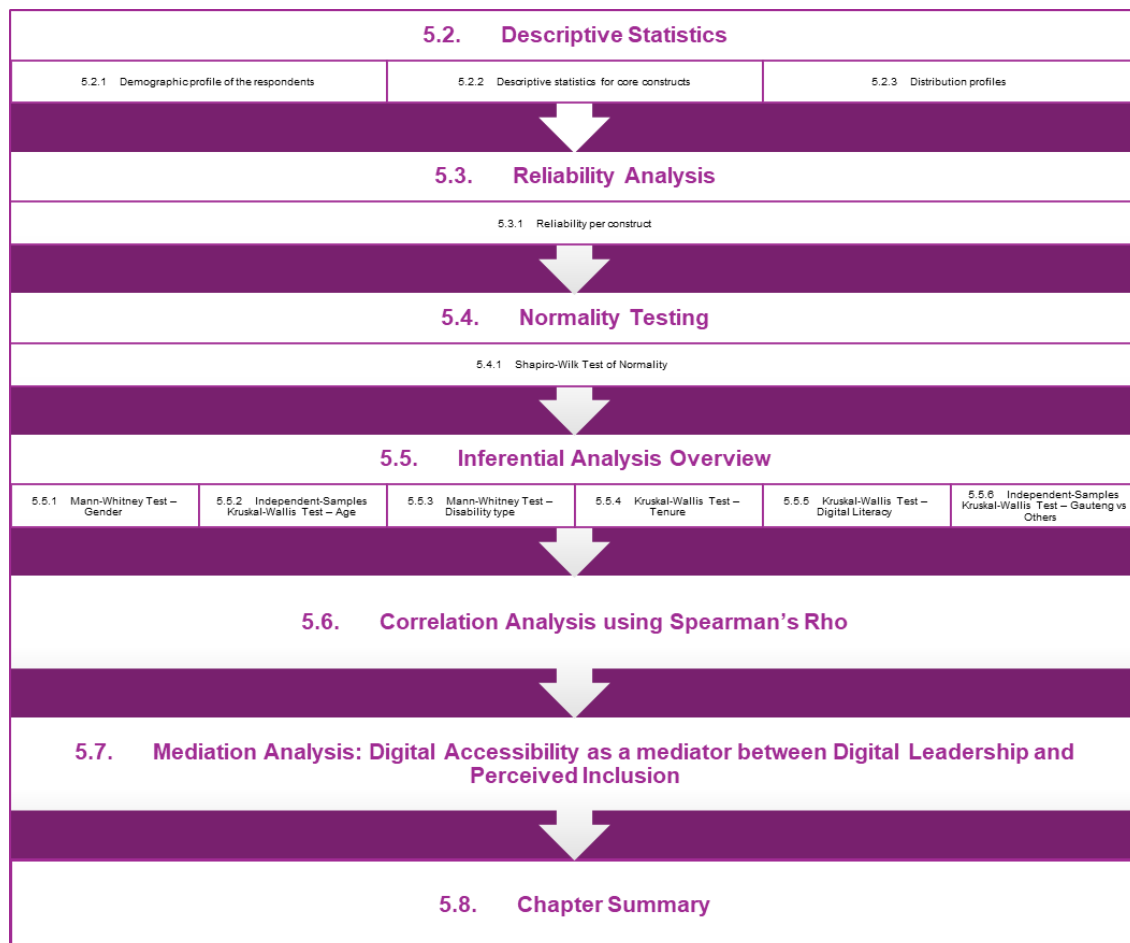 5.2. Descriptive Statistics
5.2.1 Demographic profile of the respondents
5.2.2 Descriptive statistics for core constructs
5.2.3 Distribution profiles
5.3. Reliability Analysis
5.3.1 Reliability per construct
5.4. Normality Testing
5.4.1 Shapiro-Wilk Test of Normality
5.5. Inferential Analysis Overview
5.5.1 Mann-Whitney Test –
Gender
5.5.2 Independent-Samples
Kruskal-Wallis Test – Age
5.5.3 Mann-Whitney Test –
Disability type
5.5.4 Kruskal-Wallis Test –
Tenure
5.5.5 Kruskal-Wallis Test –
Digital Literacy
5.5.6 Independent-Samples
Kruskal-Wallis Test – Gauteng vs
Others
5.6. Correlation Analysis using Spearman's Rho
5.7. Mediation Analysis: Digital Accessibility as a mediator between Digital Leadership and
Perceived Inclusion
5.8. Chapter Summary